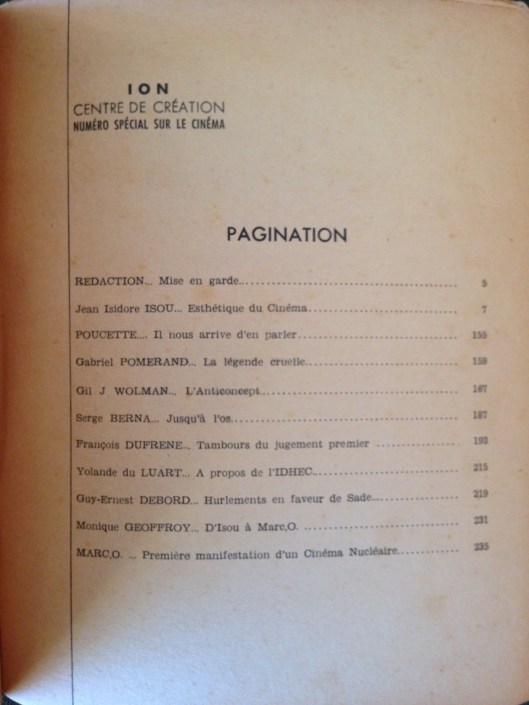 ION
CENTRE DE CRÉATION
NUMÉRO SPÉCIAL SUR LE CINÉMA
PAGINATION
REDACTION... Mise en garde... 5
Jean Isidore ISOU... Esthétique du Cinéma 7
POUCETTE.... Il nous arrive d'en parler 155
Gabriel POMERAND... La légende cruelle... 159
Gil J WOLMAN... L'Anticoncept... 167
Serge BERNA... Jusqu'à l'os... 187
François DUFRENE... Tambours du jugement premier 193
Yolande du LUART... A propos de l'IDHEC... 215
Guy-Ernest DEBORD... Hurlements en faveur de Sade... 219
Monique GEOFFROY... D'Isou à Marc,O. 231
MARC,O. ... Première manifestation d'un Cinéma Nucléaire... 235